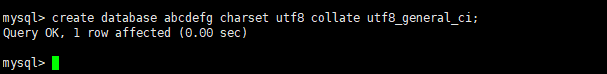 mysql> create database abcdefg charset utf8 collate utf8_general_ci;
Query OK, 1 row affected (0.00 sec)
mysql>